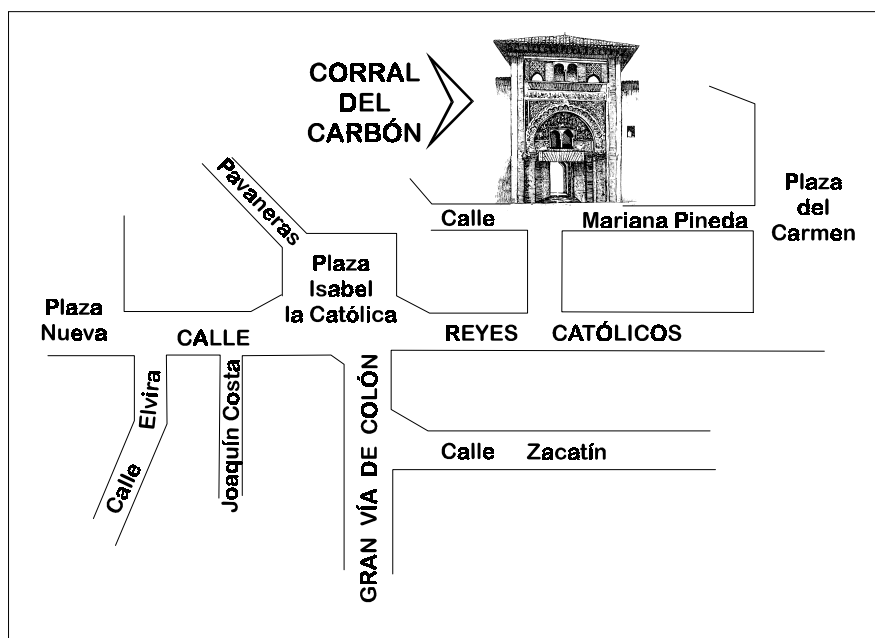 CORRAL
DEL
CARBÓN
Pavaneras
Calle Mariana Pineda
Plaza
del
Carmen
Plaza
Isabel
la Católica
Plaza
Nueva
CALLE REYES CATÓLICOS
Calle Elvira
Joaquín Costa
GRAN VÍA DE COLÓN
Calle Zacatín